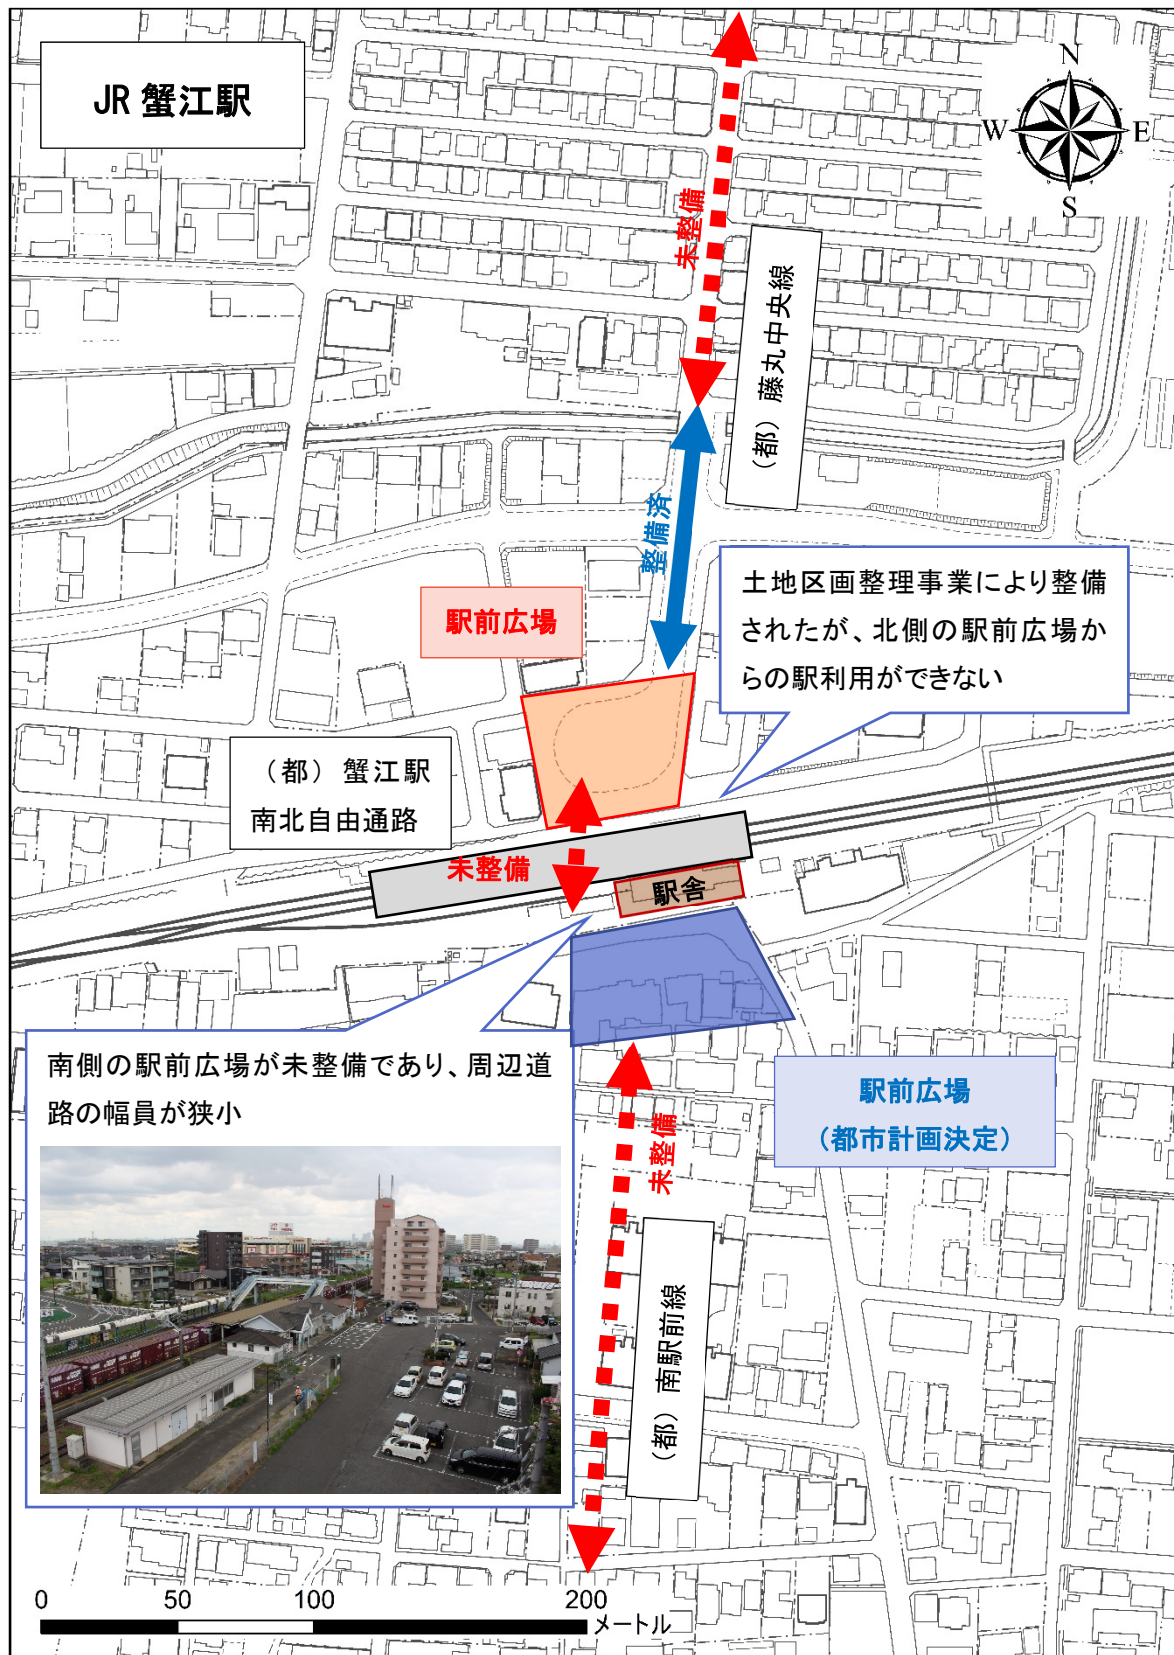 JR 蟹江駅
N
W
E
S
未整備
(都) 藤丸中央線
整備済
駅前広場
土地区画整理事業により整備
されたが、北側の駅前広場か
らの駅利用ができない
(都) 蟹江駅
南北自由通路
未整備
駅舎
南側の駅前広場が未整備であり、周辺道
路の幅員が狭小
駅前広場
(都市計画決定)
未整備
(都) 南駅前線
0 50 100 200
メートル